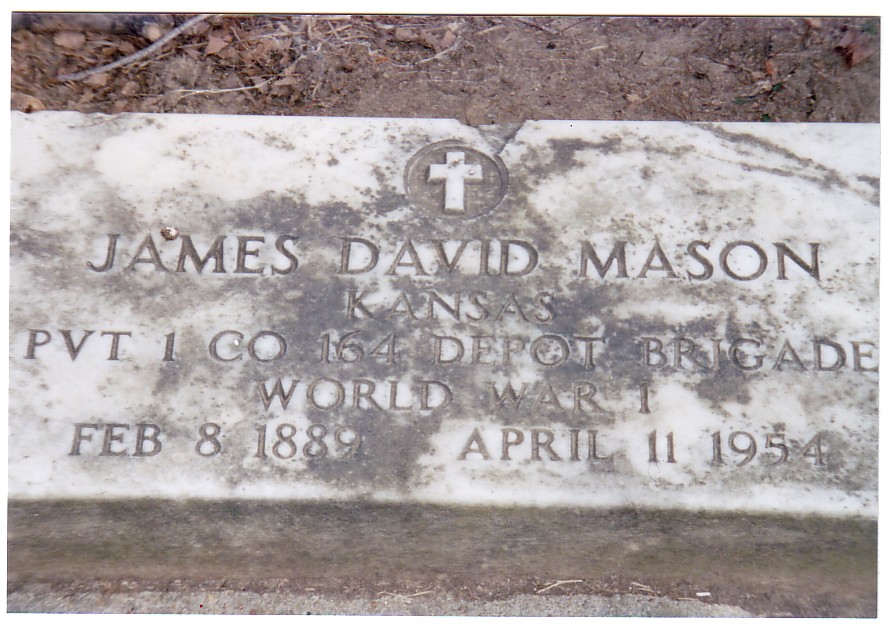 JAMES DAVID MASON
KANSAS
PVT 1 CO 164 DEPOT BRIGADE
WORLD WAR I
FEB 8 1889 APRIL 11 1954